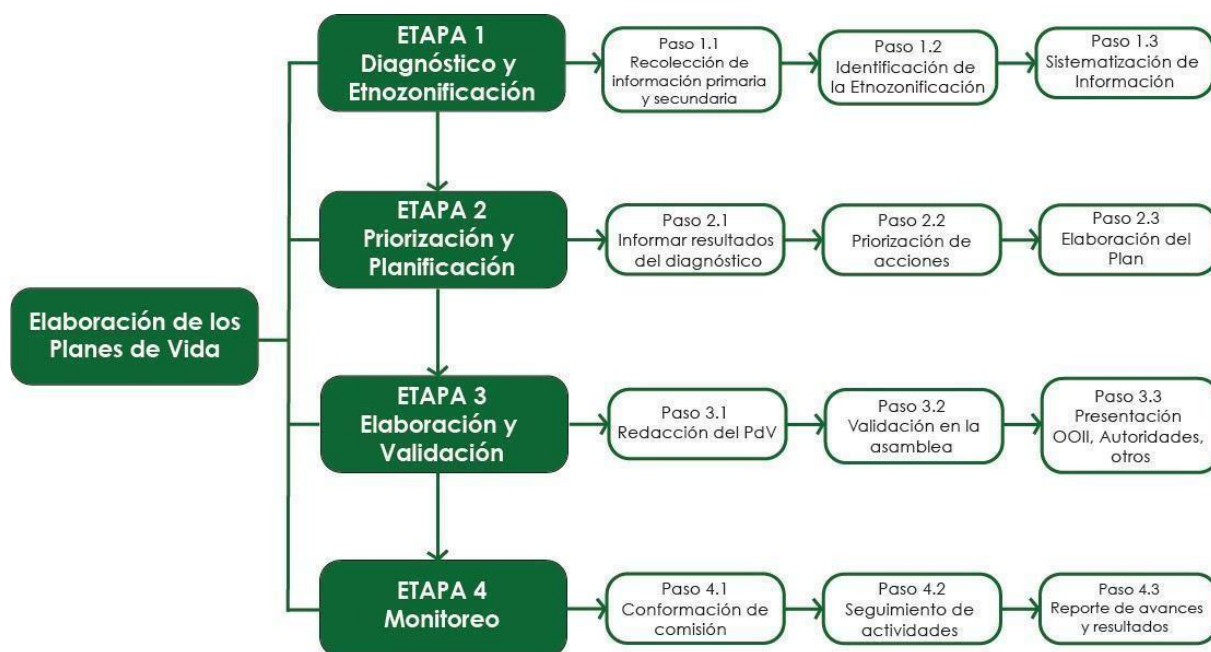 Elaboración de los
Planes de Vida
ETAPA 1
Diagnóstico y
Etnozonificación
Paso 1.1
Recolección de
información primaria
y secundaria
Paso 1.2
Identificación de
la Etnozonificación
Paso 1.3
Sistematización de
Información
ETAPA 2
Priorización y
Planificación
Paso 2.1
Informar resultados
del diagnóstico
Paso 2.2
Priorización de
acciones
Paso 2.3
Elaboración del
Plan
ETAPA 3
Elaboración y
Validación
Paso 3.1
Redacción del PdV
Paso 3.2
Validación en la
asamblea
Paso 3.3
Presentación
OOII, Autoridades,
otros
ETAPA 4
Monitoreo
Paso 4.1
Conformación de
comisión
Paso 4.2
Seguimiento de
actividades
Paso 4.3
Reporte de avances
y resultados